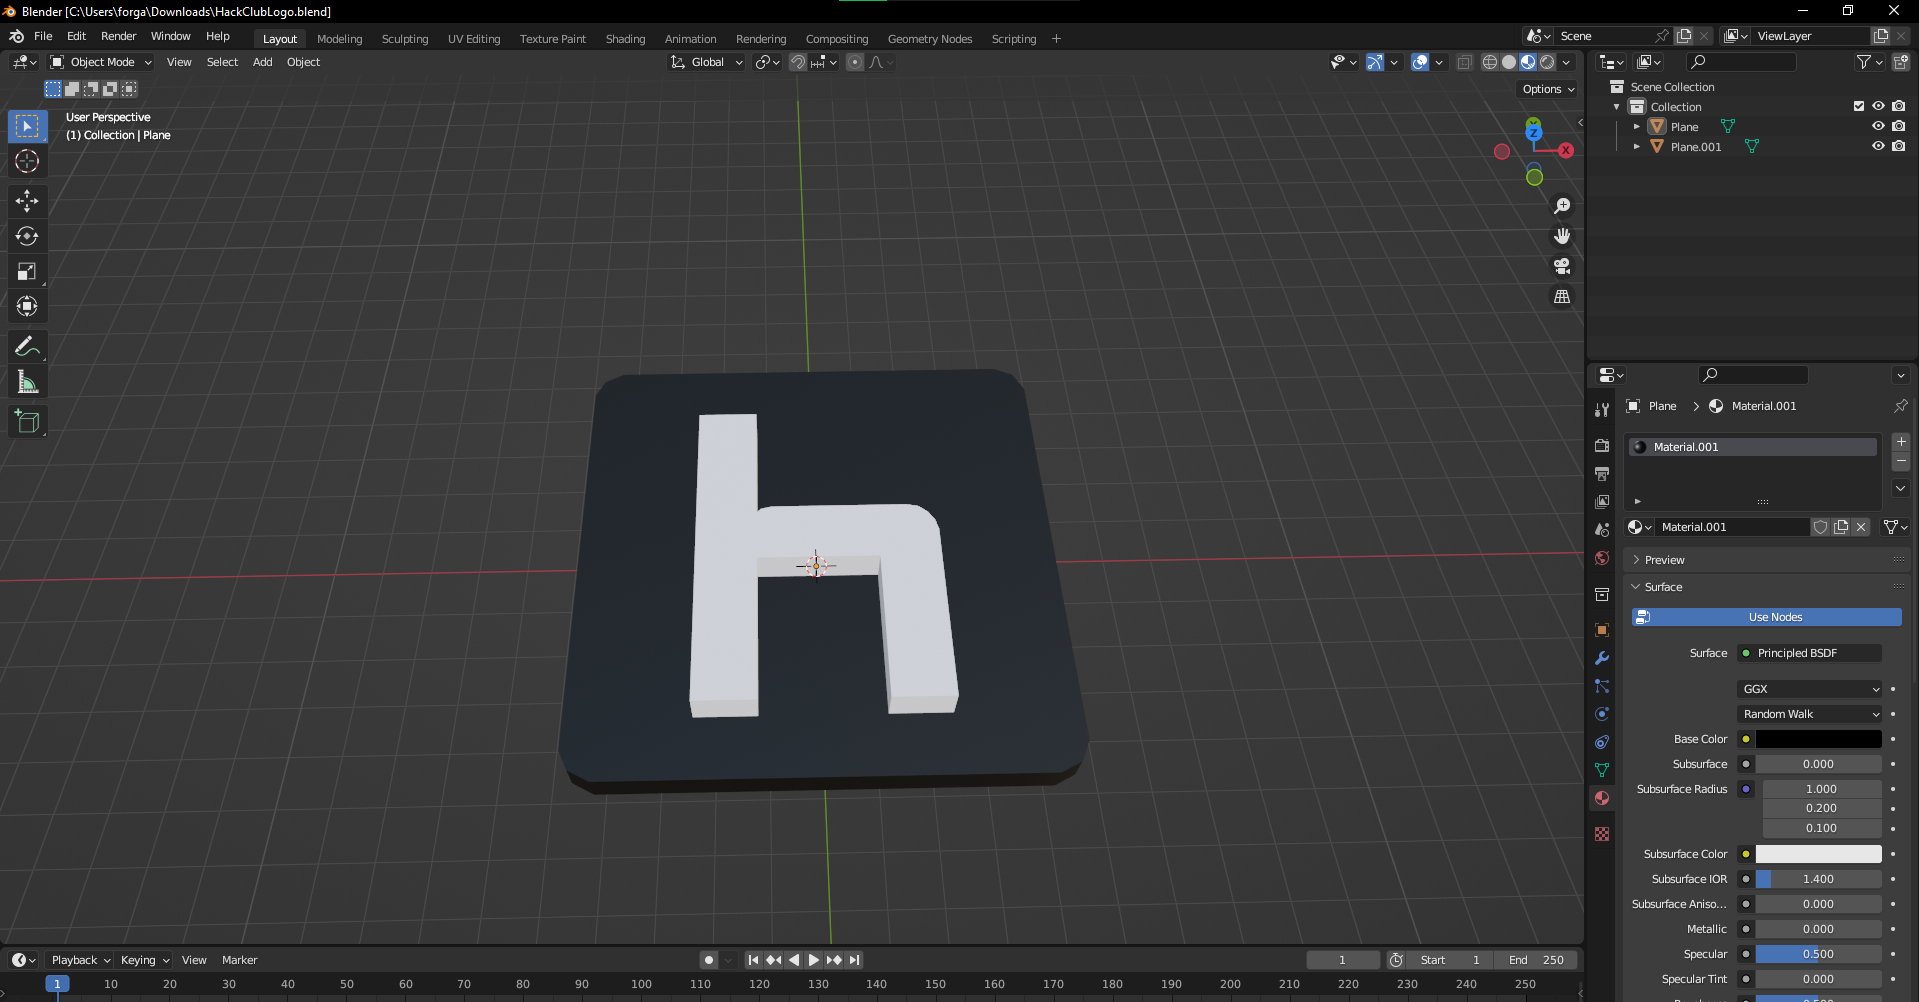 Blender [C:\Users\forga\Downloads\HackClubLogo.blend]
File Edit Render Window Help Layout Modeling Sculpting UV Editing Texture Paint Shading Animation Rendering Compositing Geometry Nodes Scripting + Scene ViewLayer
Object Mode View Select Add Object Global
Options
User Perspective
(1) Collection | Plane
Z
X
Scene Collection
Collection
Plane
Plane.001
h
Plane > Material.001
Material.001
Material.001
Preview
Surface
Use Nodes
Surface Principled BSDF
GGX
Random Walk
Base Color
Subsurface 0.000
Subsurface Radius 1.000
0.200
0.100
Subsurface Color
Subsurface IOR 1.400
Subsurface Aniso... 0.000
Metallic 0.000
Specular 0.500
Specular Tint 0.000
Playback Keying View Marker 1 Start 1 End 250
1 10 20 30 40 50 60 70 80 90 100 110 120 130 140 150 160 170 180 190 200 210 220 230 240 250